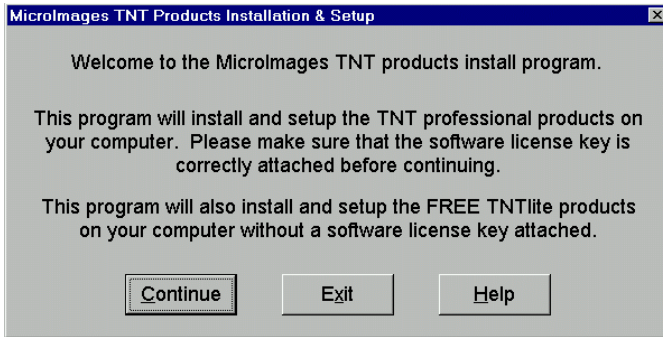 MicroImages TNT Products Installation & Setup
Welcome to the MicroImages TNT products install program.
This program will install and setup the TNT professional products on
your computer. Please make sure that the software license key is
correctly attached before continuing.
This program will also install and setup the FREE TNTlite products
on your computer without a software license key attached.
Continue
Exit
Help